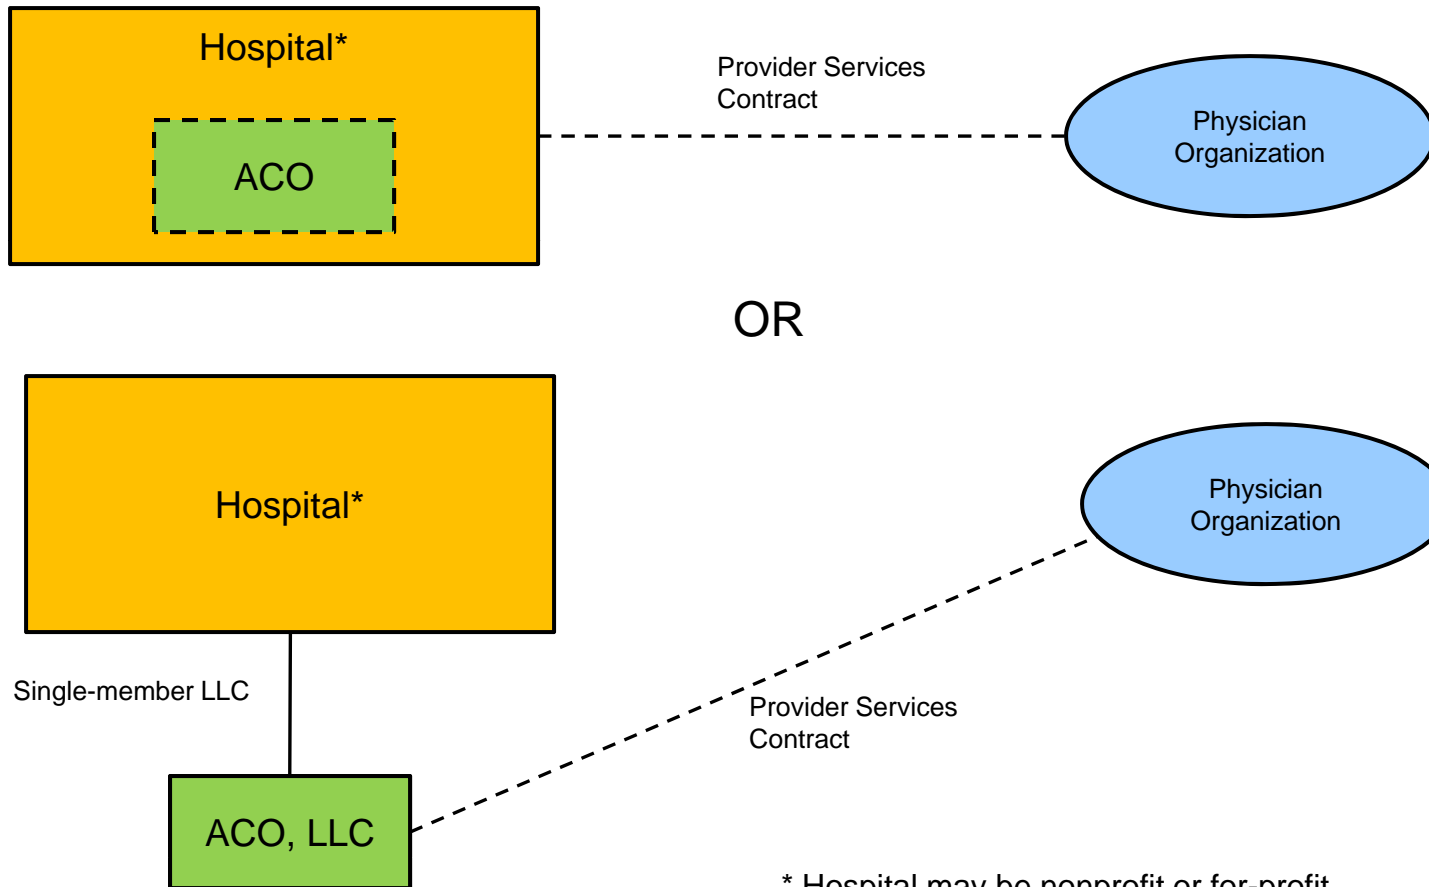 Hospital*
ACO
Provider Services
Contract
Physician
Organization
OR
Hospital*
Physician
Organization
Single-member LLC
Provider Services
Contract
ACO, LLC
* Hospital may be nonprofit or for-profit